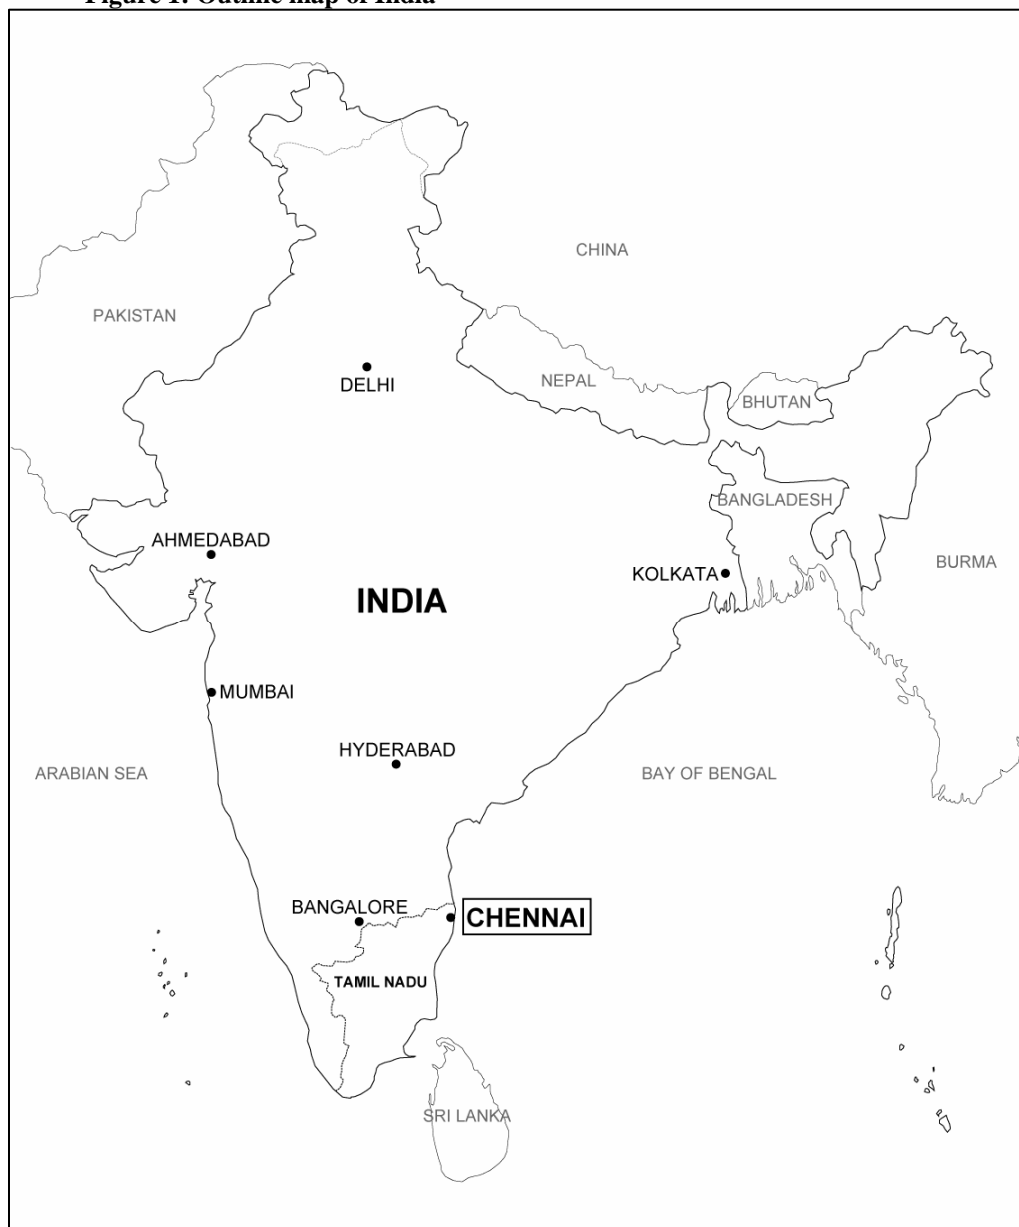 Figure 1: Outline map of India
CHINA
PAKISTAN
DELHI
NEPAL
BHUTAN
BANGLADESH
AHMEDABAD
BURMA
KOLKATA
INDIA
MUMBAI
HYDERABAD
ARABIAN SEA
BAY OF BENGAL
BANGALORE
CHENNAI
TAMIL NADU
SRI LANKA